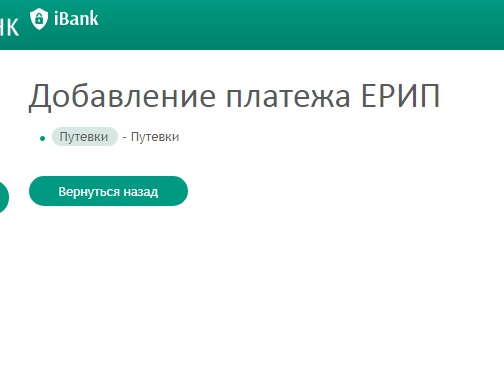 НК iBank
Добавление платежа ЕРИП
Путевки - Путевки
Вернуться назад